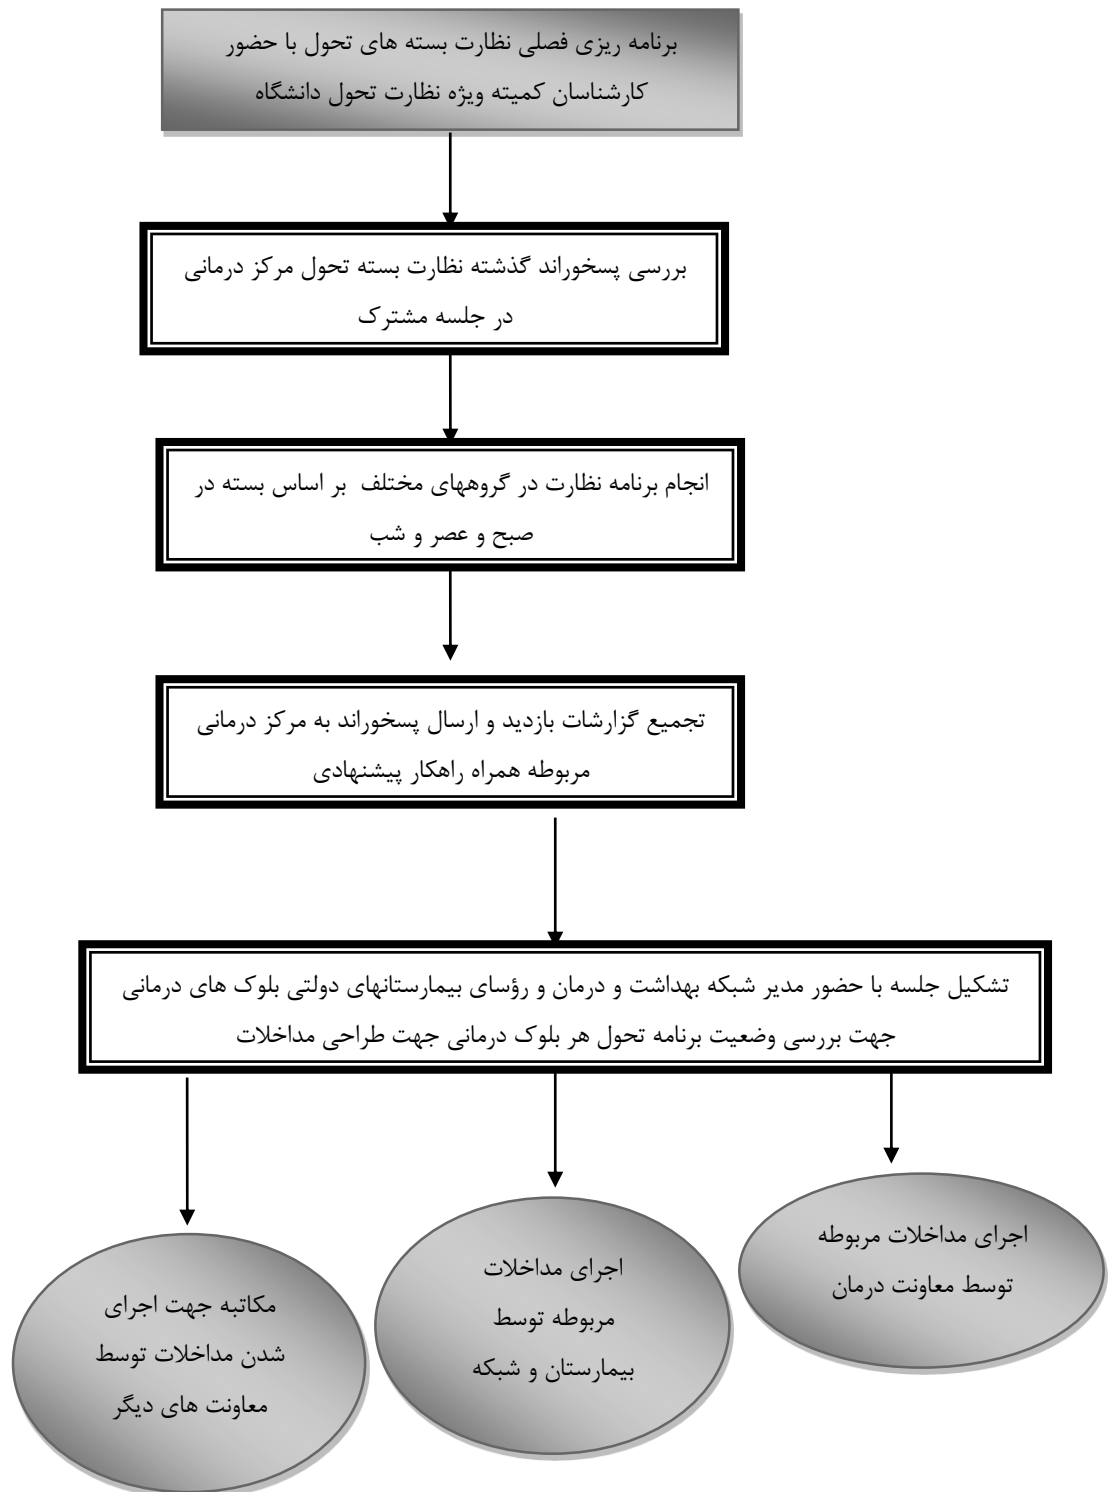 برنامه ریزی فصلی نظارت بسته های تحول با حضور
کارشناسان کمیته ویژه نظارت تحول دانشگاه
بررسی پسخوراند گذشته نظارت بسته تحول مرکز درمانی
در جلسه مشترک
انجام برنامه نظارت در گروههای مختلف بر اساس بسته در
صبح و عصر و شب
تجمیع گزارشات بازدید و ارسال پسخوراند به مرکز درمانی
مربوطه همراه راهکار پیشنهادی
تشکیل جلسه با حضور مدیر شبکه بهداشت و درمان و رؤسای بیمارستانهای دولتی بلوک های درمانی
جهت بررسی وضعیت برنامه تحول هر بلوک درمانی جهت طراحی مداخلات
اجرای مداخلات مربوطه
توسط معاونت درمان
اجرای مداخلات
مربوطه توسط
بیمارستان و شبکه
مکاتبه جهت اجرای
شدن مداخلات توسط
معاونت های دیگر